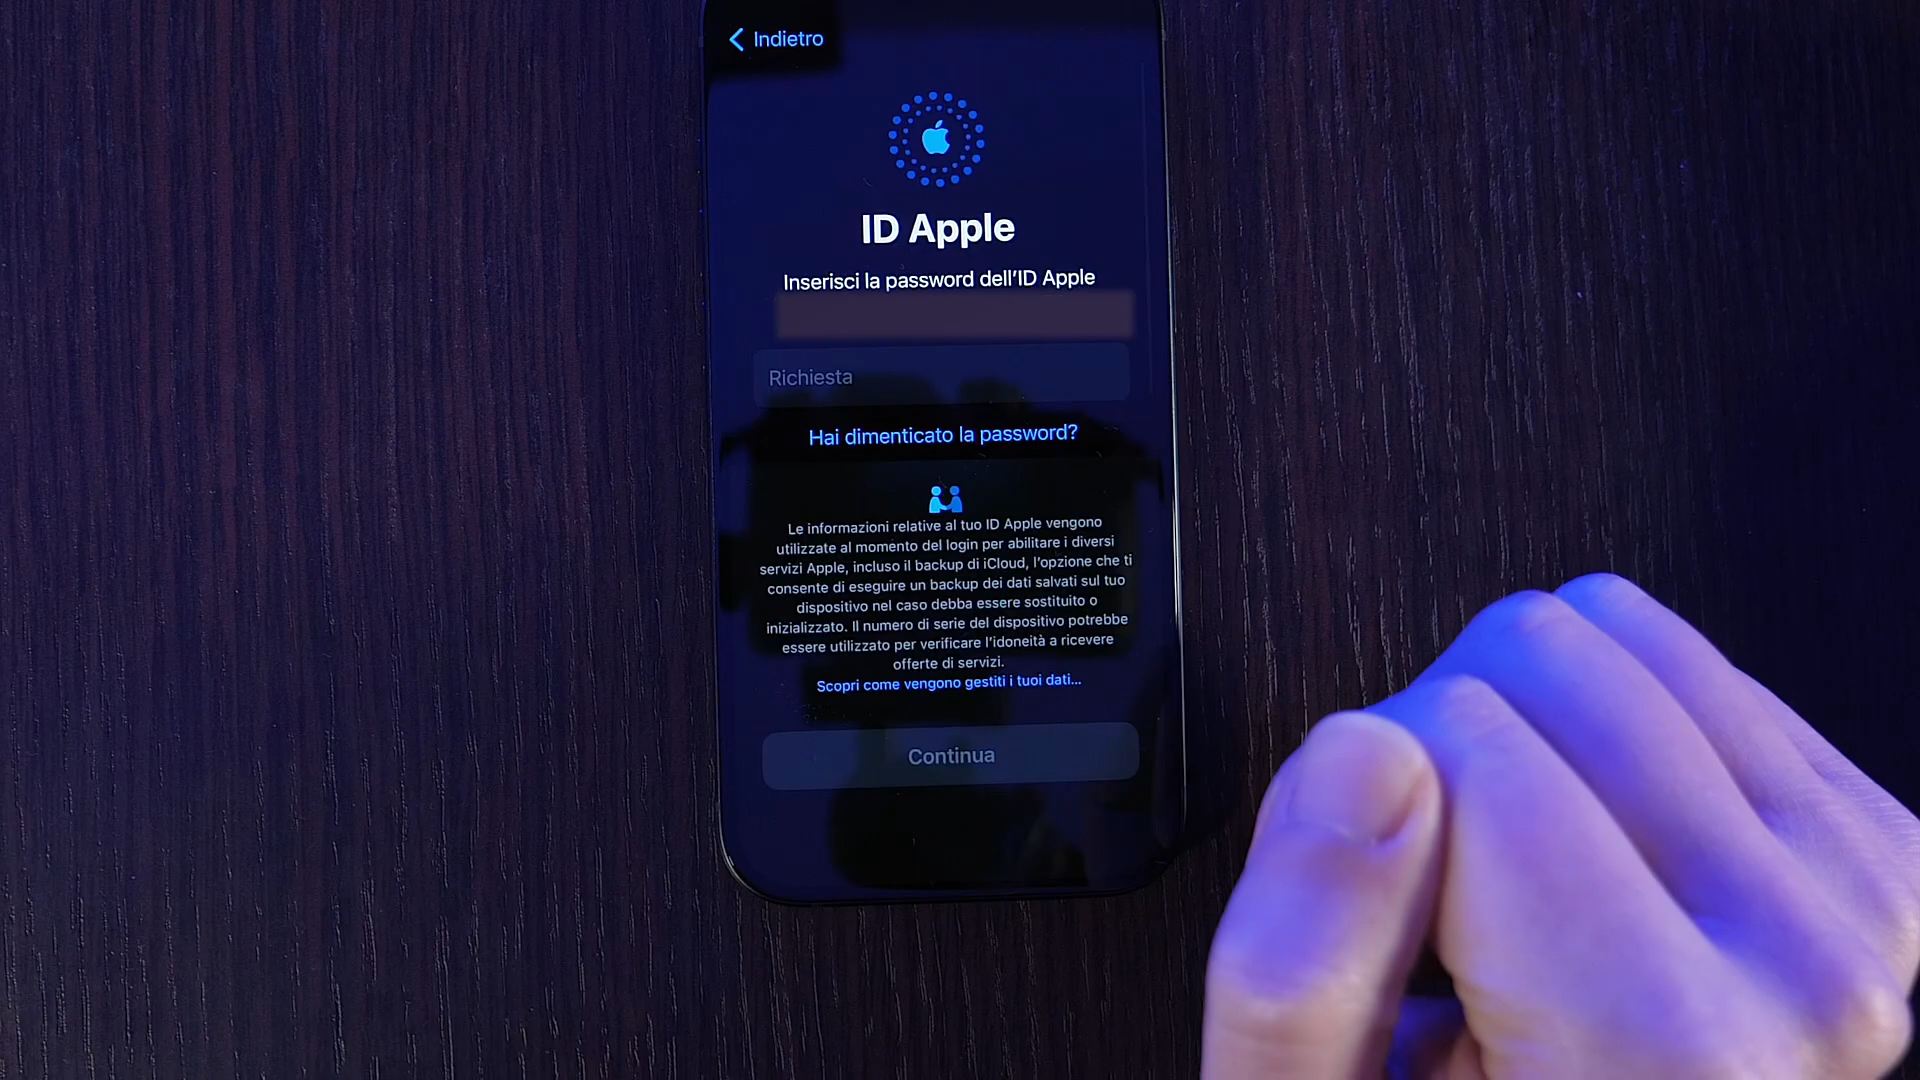 Indietro
ID Apple
Inserisci la password dell'ID Apple
Richiesta
Hai dimenticato la password?
Le informazioni relative al tuo ID Apple vengono
utilizzate al momento del login per abilitare i diversi
servizi Apple, incluso il backup di iCloud, l'opzione che ti
consente di eseguire un backup dei dati salvati sul tuo
dispositivo nel caso debba essere sostituito o
inizializzato. Il numero di serie del dispositivo potrebbe
essere utilizzato per verificare l'idoneità a ricevere
offerte di servizi.
Scopri come vengono gestiti i tuoi dati...
Continua